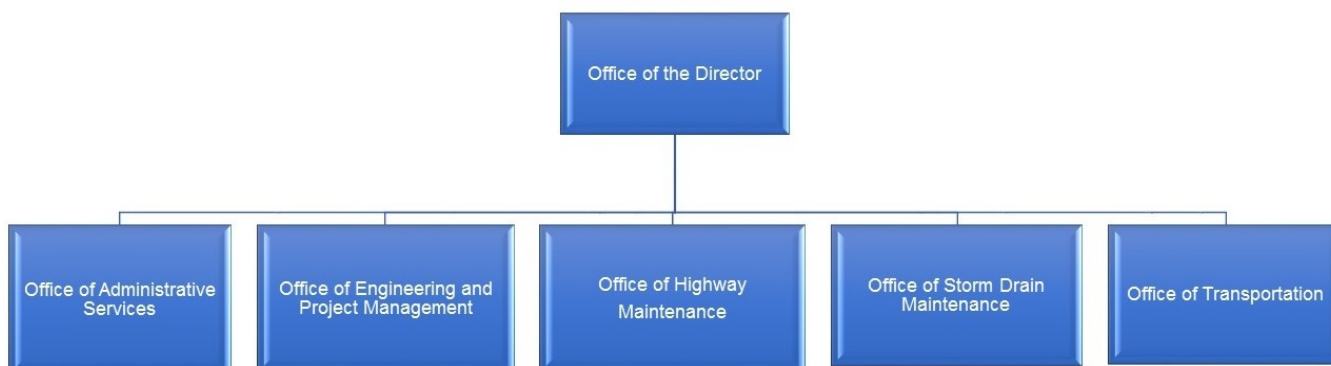 Office of the Director
Office of Administrative
Services
Office of Engineering and
Project Management
Office of Highway
Maintenance
Office of Storm Drain
Maintenance
Office of Transportation